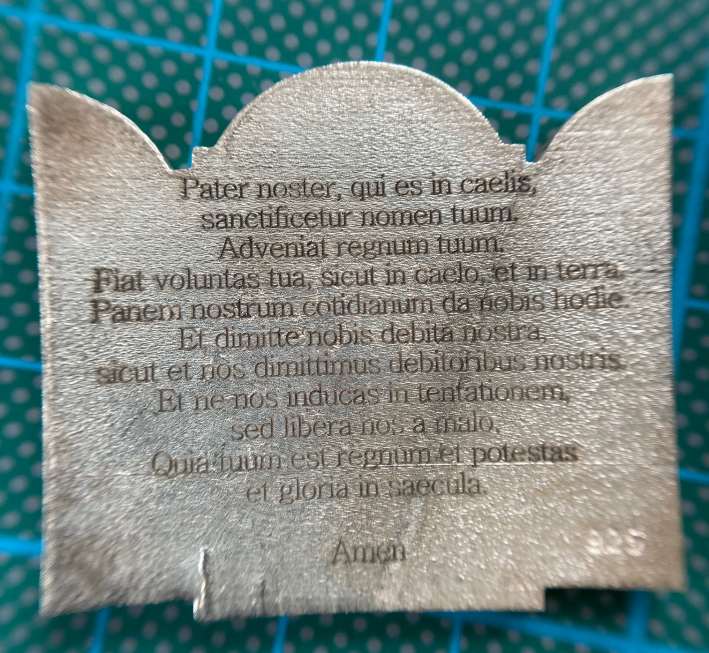 Pater noster, qui es in caelis,
sanctificetur nomen tuum.
Adveniat regnum tuum.
Fiat voluntas tua, sicut in caelo, et in terra.
Panem nostrum cotidianum da nobis hodie.
Et dimitte nobis debita nostra,
sicut et nos dimittimus debitoribus nostris.
Et ne nos inducas in tentationem,
sed libera nos a malo.
Quia tuum est regnum et potestas
et gloria in saecula.
Amen